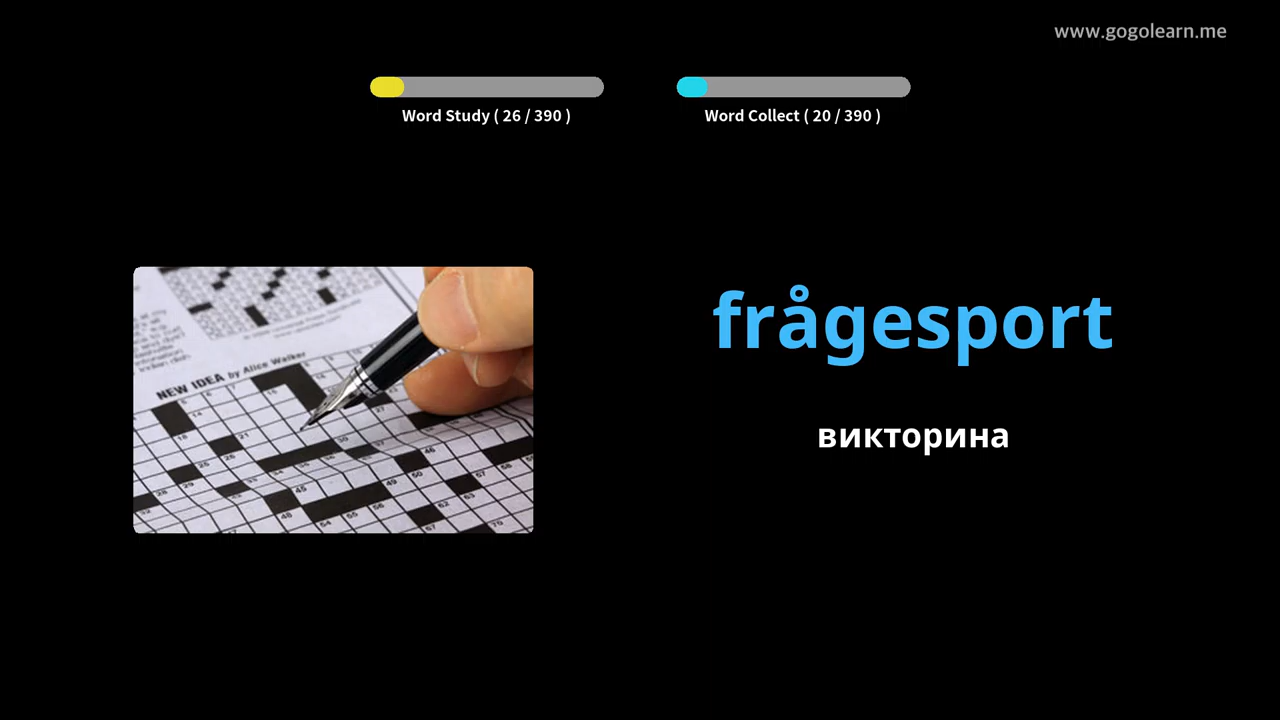 www.gogolearn.me
Word Study ( 26 / 390 )
Word Collect ( 20 / 390 )
frågesport
викторина
NEW IDEA by Alice Walker